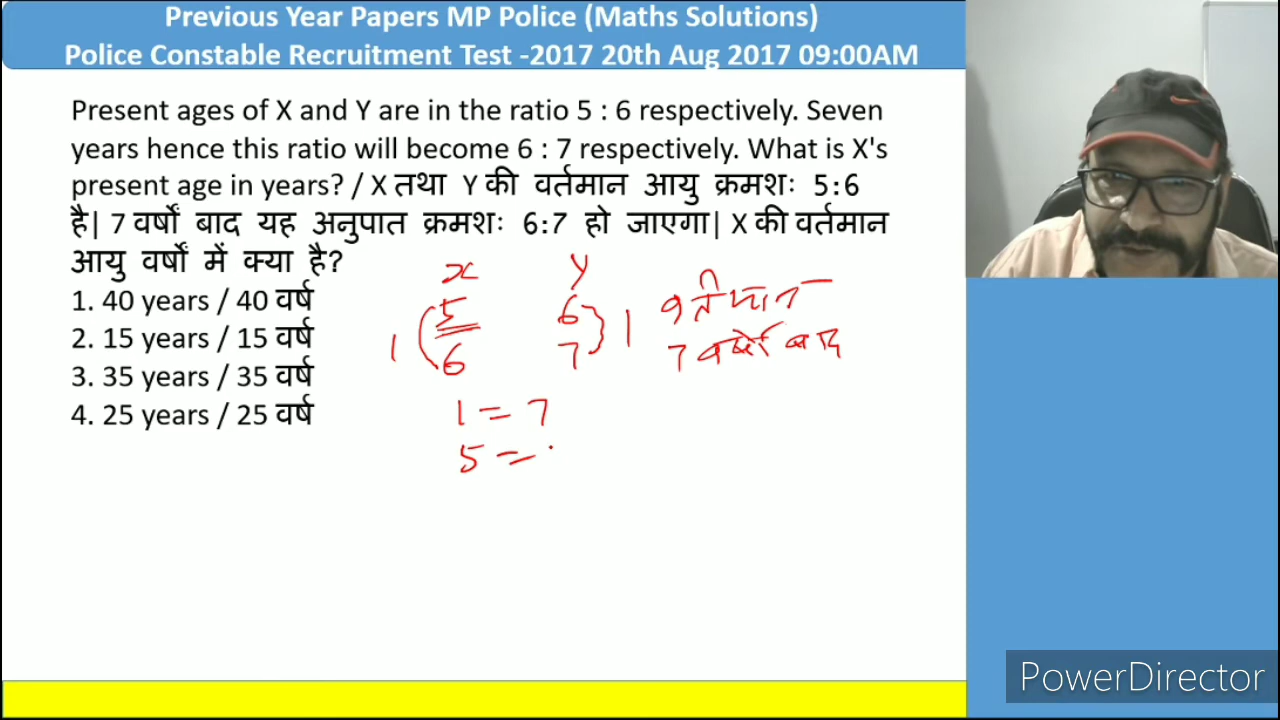 Previous Year Papers MP Police (Maths Solutions)
Police Constable Recruitment Test -2017 20th Aug 2017 09:00AM
Present ages of X and Y are in the ratio 5 : 6 respectively. Seven
years hence this ratio will become 6 : 7 respectively. What is X's
present age in years? / X तथा Y की वर्तमान आयु क्रमशः 5:6
है| 7 वर्षों बाद यह अनुपात क्रमशः 6:7 हो जाएगा| X की वर्तमान
आयु वर्षों में क्या है?
1. 40 years / 40 वर्ष
2. 15 years / 15 वर्ष
3. 35 years / 35 वर्ष
4. 25 years / 25 वर्ष
x y
5 6 वर्तमान
1 1
6 7 7 वर्षों बाद
1 = 7
5 =
PowerDirector